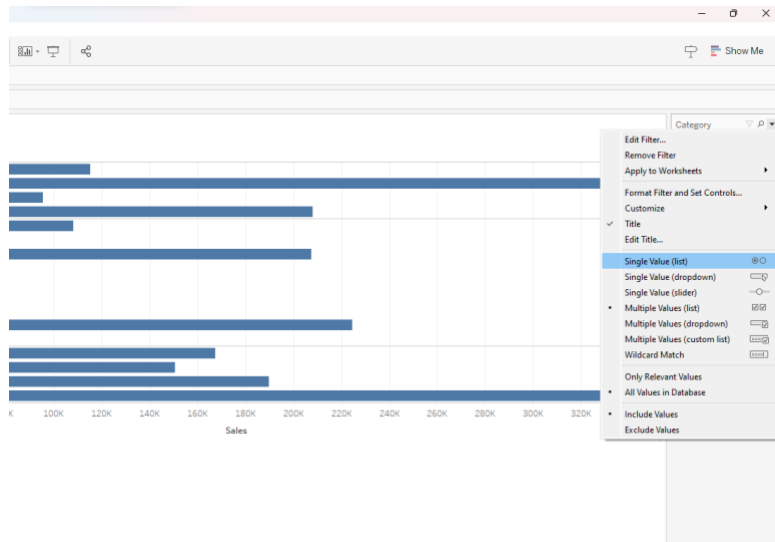 Show Me
Category
Edit Filter...
Remove Filter
Apply to Worksheets
Format Filter and Set Controls...
Customize
Title
Edit Title...
Single Value (list)
Single Value (dropdown)
Single Value (slider)
Multiple Values (list)
Multiple Values (dropdown)
Multiple Values (custom list)
Wildcard Match
Only Relevant Values
All Values in Database
Include Values
Exclude Values
K 100K 120K 140K 160K 180K 200K 220K 240K 260K 280K 300K 320K
Sales